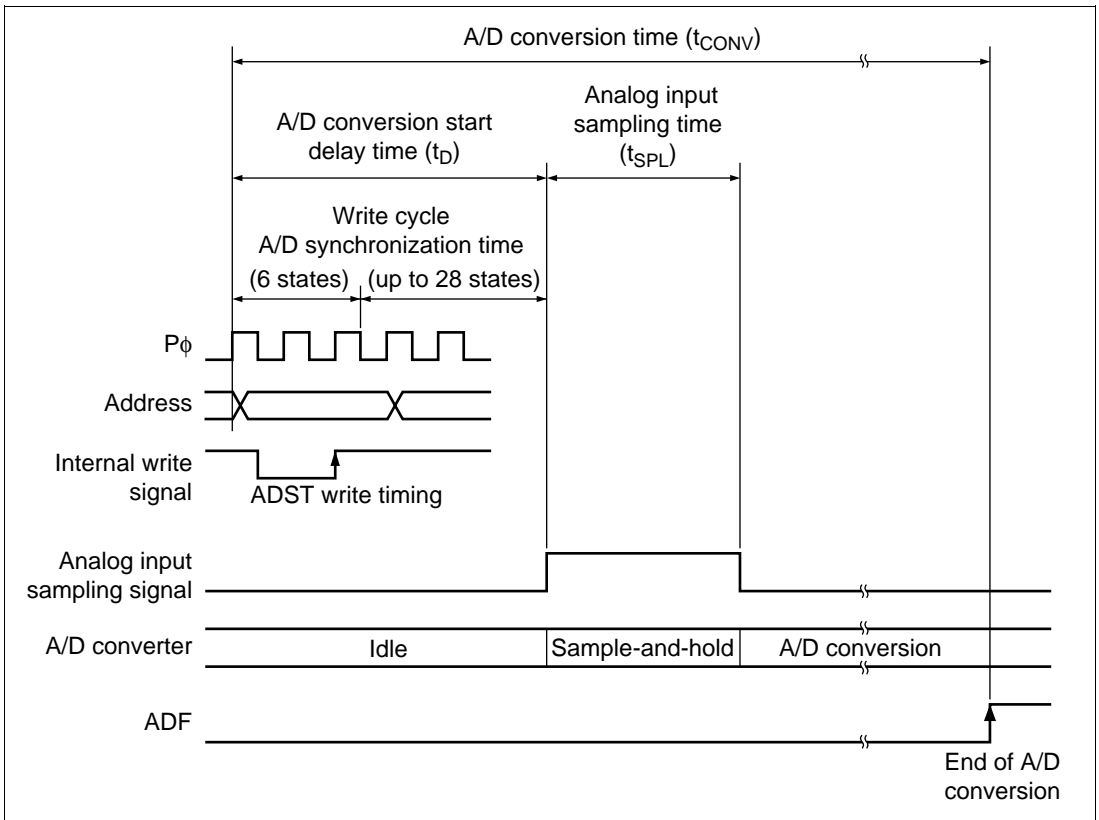 A/D conversion time (tCONV)
Analog input
sampling time
(tSPL)
A/D conversion start
delay time (tD)
Write cycle
A/D synchronization time
(6 states) (up to 28 states)
Pϕ
Address
Internal write
signal
ADST write timing
Analog input
sampling signal
A/D converter
Idle
Sample-and-hold
A/D conversion
ADF
End of A/D
conversion